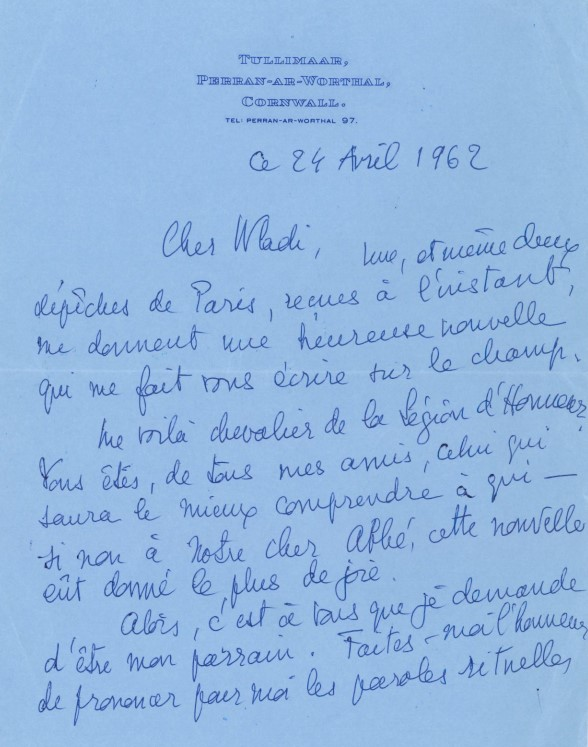 TULLIMAAR,
PERRAN-AR-WORTHAL,
CORNWALL.
TEL: PERRAN-AR-WORTHAL 97.
Ce 24 Avril 1962
Cher Wladi, une, et même deux
dépêches de Paris, reçues à l'instant,
me donnent une heureuse nouvelle
qui me fait vous écrire sur le champ.
Me voilà chevalier de la Légion d'Honneur
Vous êtes, de tous mes amis, celui qui
saura le mieux comprendre à qui —
si non à notre cher Abbé, cette nouvelle
eût donné le plus de joie.
Alors, c'est à vous que je demande
d'être mon parrain. Faites-moi l'honneur
de prononcer pour moi les paroles rituelles